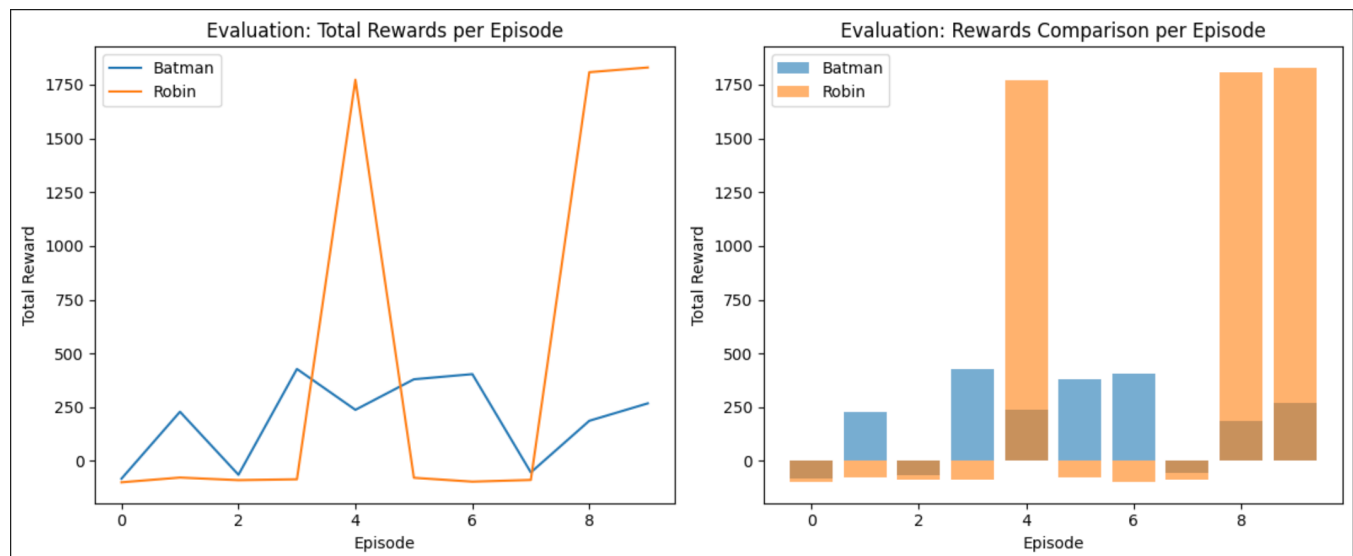 Evaluation: Total Rewards per Episode
Batman
Robin
1750
1500
1250
1000
750
500
250
0
Total Reward
0 2 4 6 8
Episode
Evaluation: Rewards Comparison per Episode
Batman
Robin
1750
1500
1250
1000
750
500
250
0
Total Reward
0 2 4 6 8
Episode